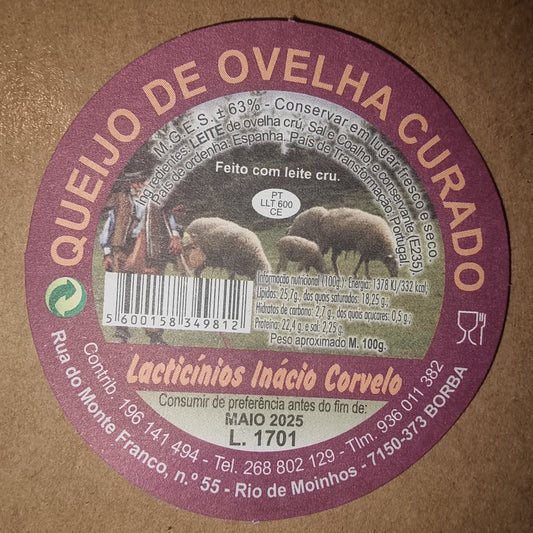 QUEIJO DE OVELHA CURADO
M.G.E.S. ± 63% - Conservar em lugar fresco e seco.
Ingredientes: LEITE de ovelha crú, Sal e Coalho e conservante (E235).
País de ordenha: Espanha. País de Transformação: Portugal
Feito com leite cru.
PT
LLT 600
CE
Informação nutricional (100g.): Energia: 1378 KJ/332 kcal,
Lípidos: 25,7g., dos quais saturados: 18,25 g.,
Hidratos de carbono: 2,7 g., dos quais açucares: 0,5 g.,
Proteína: 22,4 g. e sal: 2,25 g.
Peso aproximado M. 100g.
5 600158 349812
Lacticínios Inácio Corvelo
Consumir de preferência antes do fim de:
MAIO 2025
L. 1701
Contrib. 196 141 494 - Tel. 268 802 129 - Tlm. 936 011 382
Rua do Monte Franco, n.º 55 - Rio de Moinhos - 7150-373 BORBA